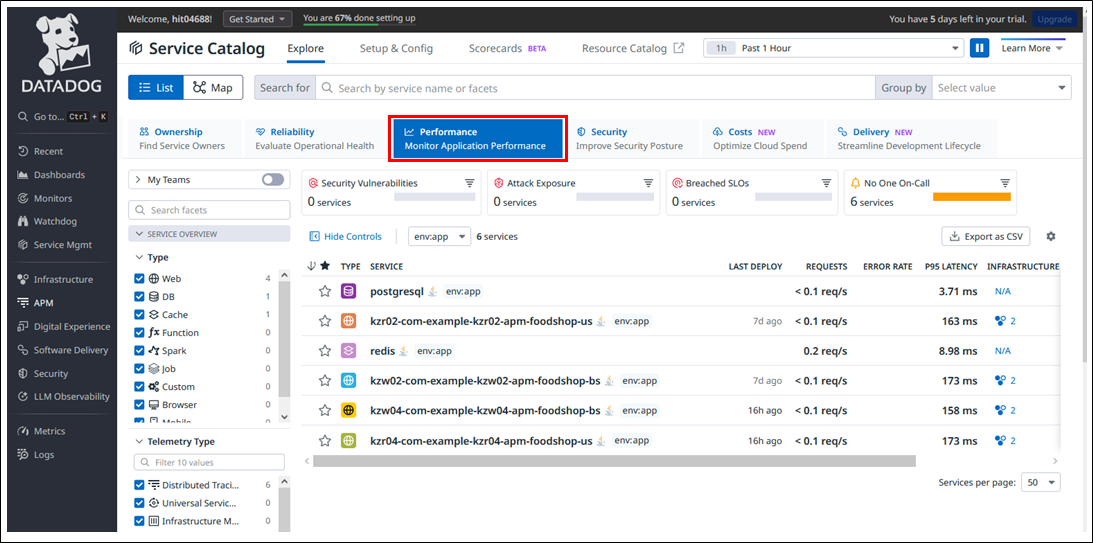 Welcome, hit04688!
Get Started
You are 67% done setting up
You have 5 days left in your trial.
Upgrade
DATADOG
Go to... Ctrl + K
Recent
Dashboards
Monitors
Watchdog
Service Mgmt
Infrastructure
APM
Digital Experience
Software Delivery
Security
LLM Observability
Metrics
Logs
Service Catalog
Explore
Setup & Config
Scorecards BETA
Resource Catalog
1h Past 1 Hour
Learn More
List
Map
Search for
Search by service name or facets
Group by
Select value
Ownership
Find Service Owners
Reliability
Evaluate Operational Health
Performance
Monitor Application Performance
Security
Improve Security Posture
Costs NEW
Optimize Cloud Spend
Delivery NEW
Streamline Development Lifecycle
My Teams
Search facets
SERVICE OVERVIEW
Type
Web 4
DB 1
Cache 1
Function 0
Spark 0
Job 0
Custom 0
Browser 0
Mobile
Telemetry Type
Filter 10 values
Distributed Traci... 6
Universal Servic... 0
Infrastructure M... 0
Security Vulnerabilities
0 services
Attack Exposure
0 services
Breached SLOs
0 services
No One On-Call
6 services
Hide Controls
env:app
6 services
Export as CSV
TYPE SERVICE LAST DEPLOY REQUESTS ERROR RATE P95 LATENCY INFRASTRUCTURE
postgresql env:app < 0.1 req/s 3.71 ms N/A
kzr02-com-example-kzr02-apm-foodshop-us env:app 7d ago < 0.1 req/s 163 ms 2
redis env:app 0.2 req/s 8.98 ms N/A
kzw02-com-example-kzw02-apm-foodshop-bs env:app 7d ago < 0.1 req/s 173 ms 2
kzw04-com-example-kzw04-apm-foodshop-bs env:app 16h ago < 0.1 req/s 158 ms 2
kzr04-com-example-kzr04-apm-foodshop-us env:app 16h ago < 0.1 req/s 173 ms 2
Services per page: 50